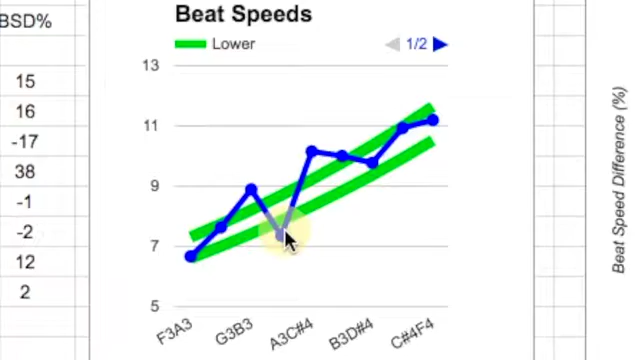 BSD%
15
16
-17
38
-1
-2
12
2
Beat Speeds
Lower
1/2
13
11
9
7
5
F3A3
G3B3
A3C#4
B3D#4
C#4F4
Beat Speed Difference (%)